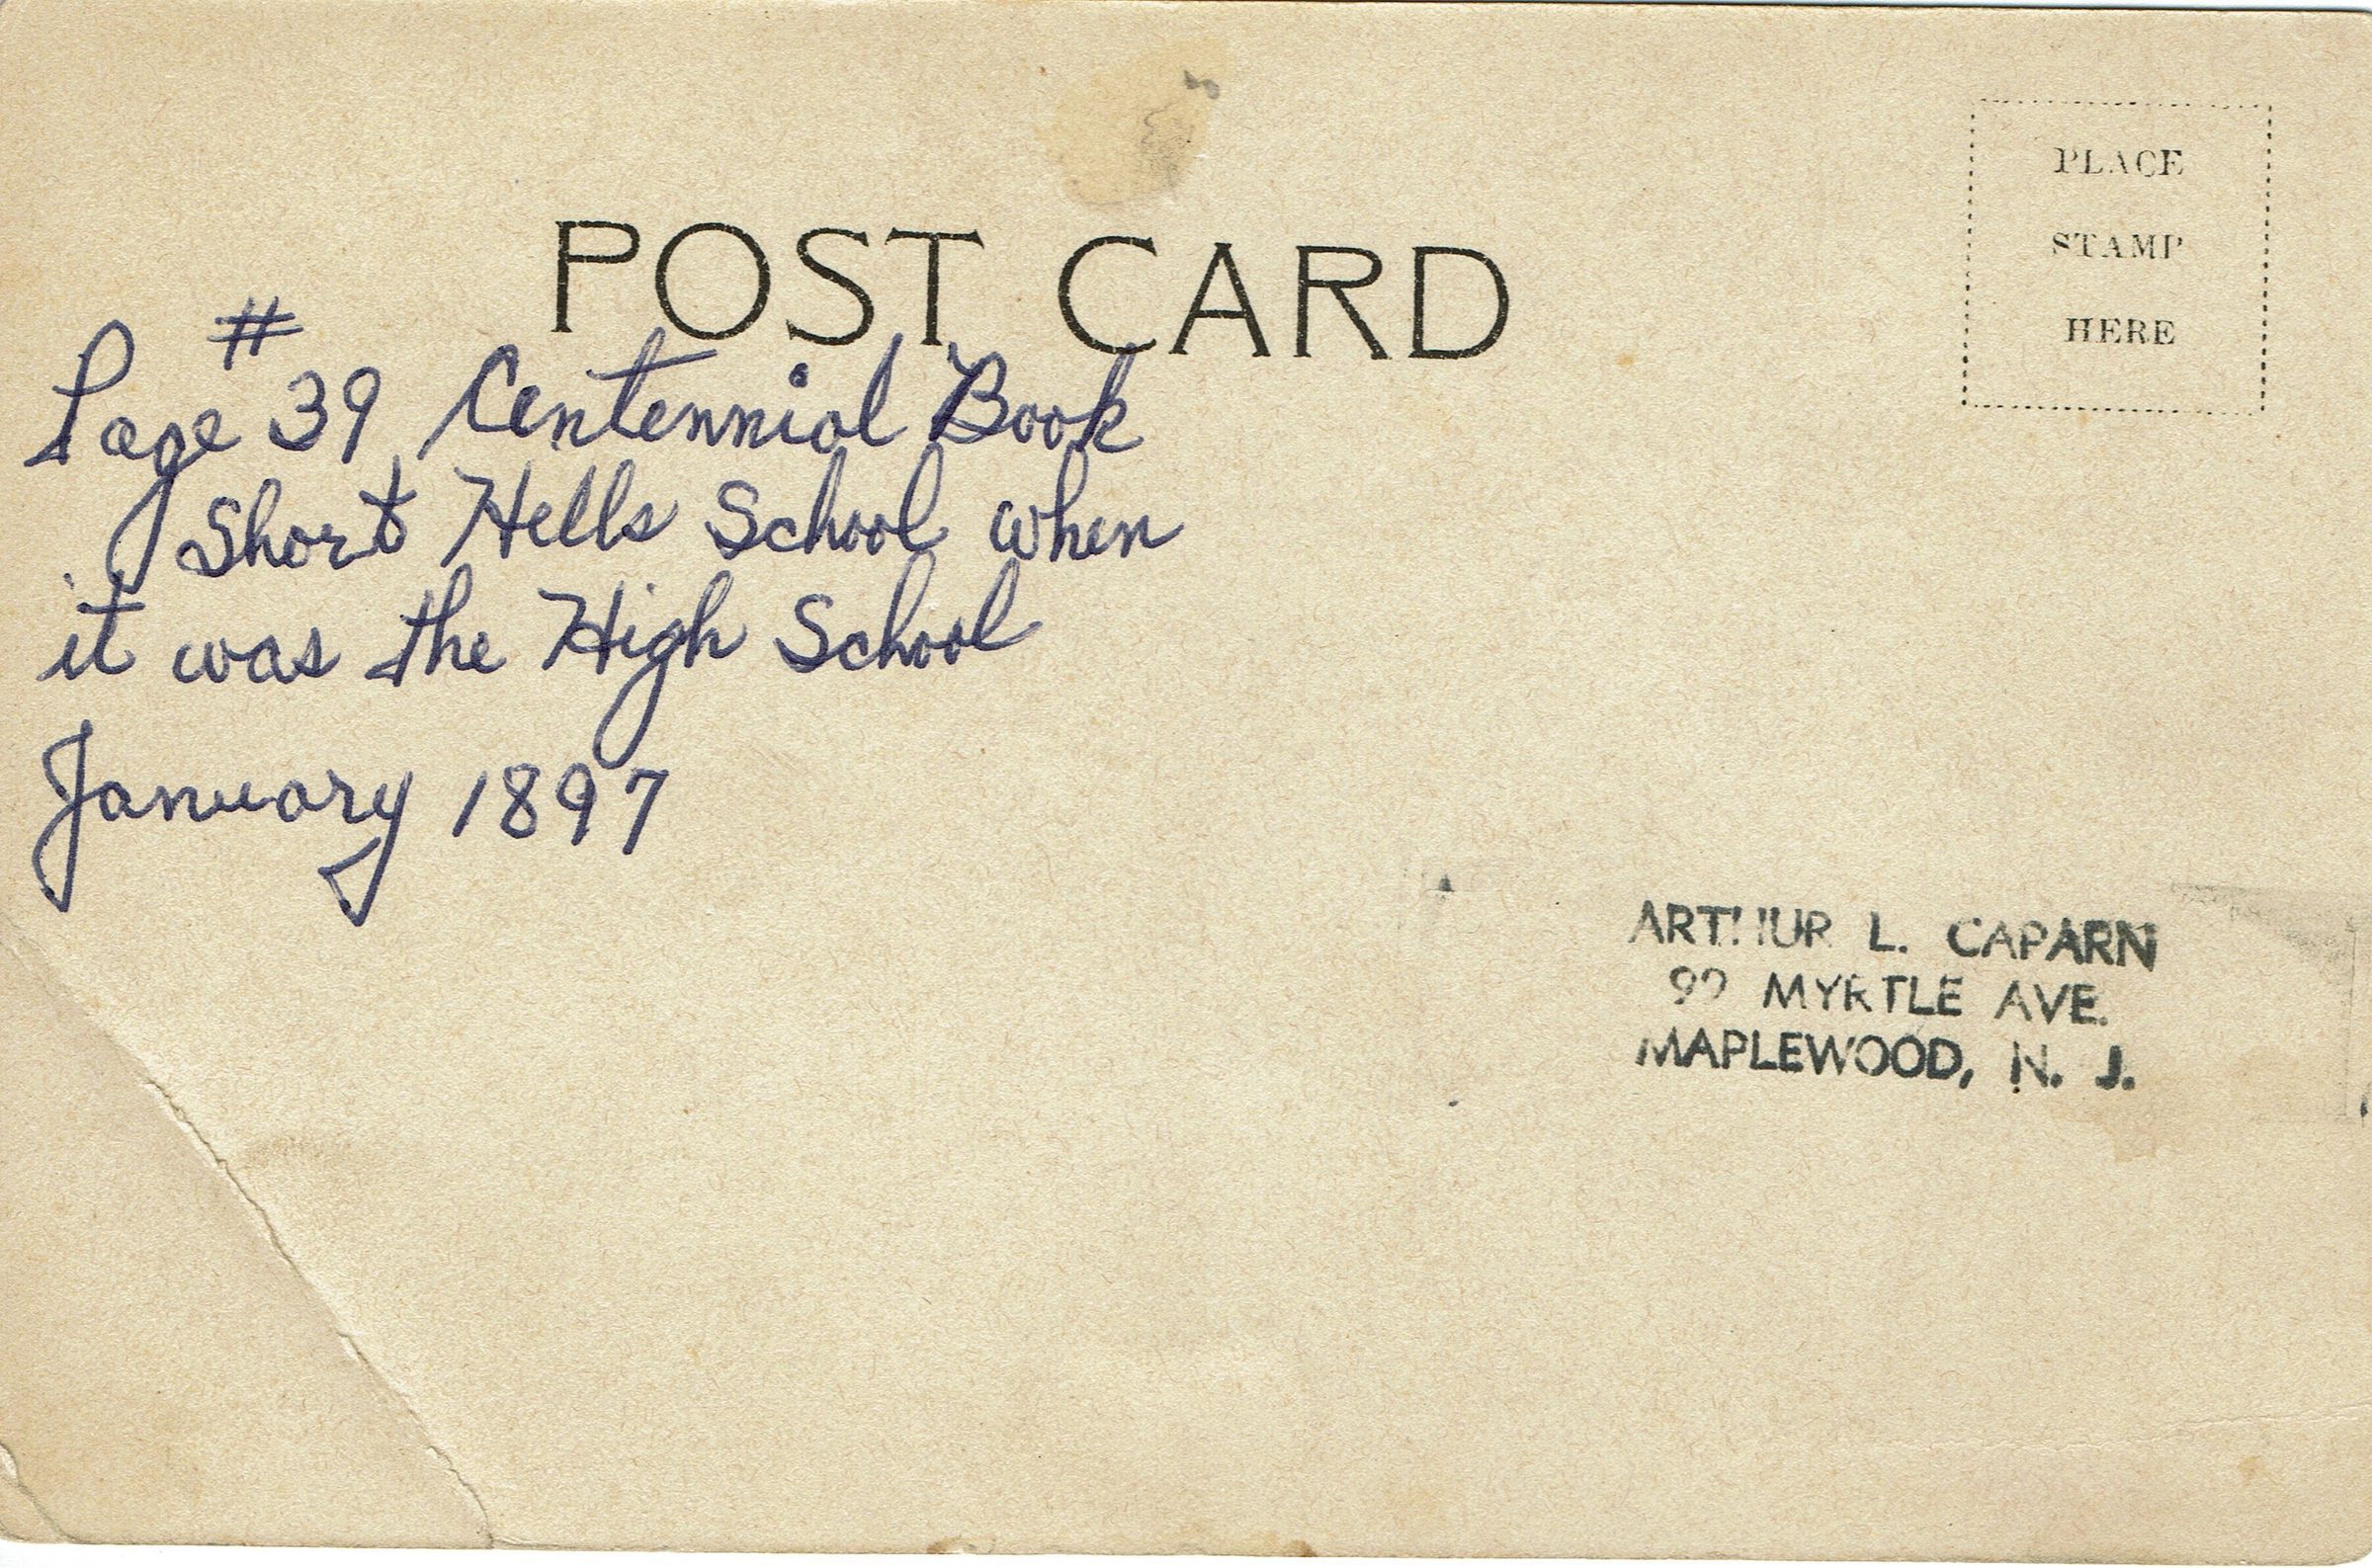 POST CARD
PLACE
STAMP
HERE
#
Page 39 Centennial Book
Short Hills School when
it was the High School
January 1897
ARTHUR L. CAPARN
MYRTLE AVE.
MAPLEWOOD, N. J.